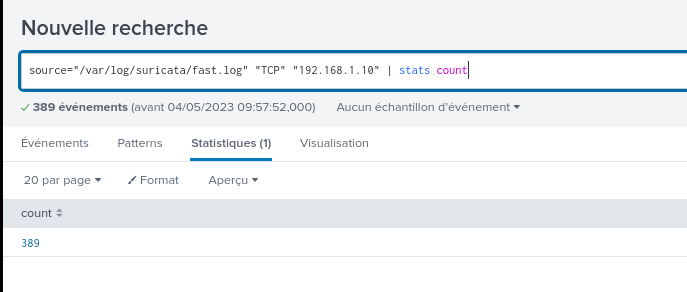 Nouvelle recherche
source="/var/log/suricata/fast.log" "TCP" "192.168.1.10" | stats count
389 événements (avant 04/05/2023 09:57:52,000) Aucun échantillon d’événement
Événements Patterns Statistiques (1) Visualisation
20 par page Format Aperçu
count
389